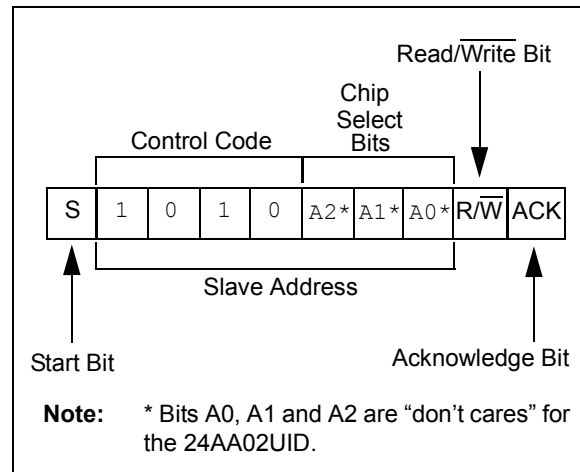 Read/Write Bit
Chip
Select
Bits
Control Code
S 1 0 1 0 A2* A1* A0* R/W ACK
Slave Address
Start Bit
Acknowledge Bit
Note: * Bits A0, A1 and A2 are “don’t cares” for
the 24AA02UID.